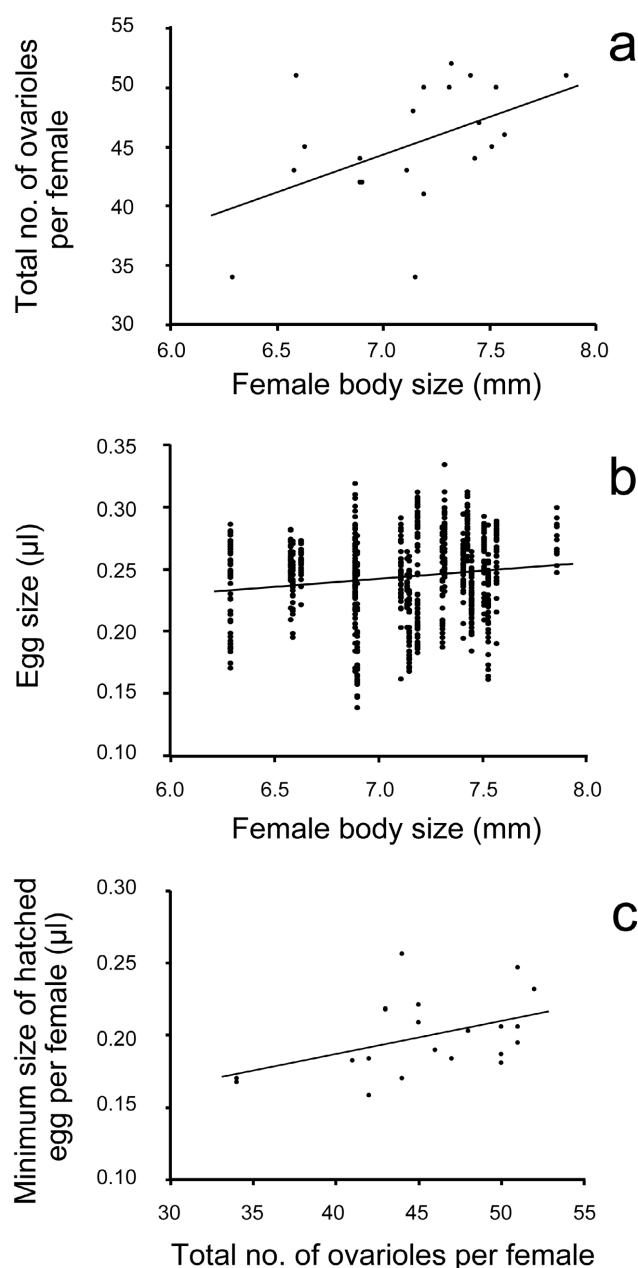 a
Total no. of ovarioles
per female
55
50
45
40
35
30
6.0 6.5 7.0 7.5 8.0
Female body size (mm)
b
Egg size (µl)
0.35
0.30
0.25
0.20
0.15
0.10
6.0 6.5 7.0 7.5 8.0
Female body size (mm)
c
Minimum size of hatched
egg per female (µl)
0.30
0.25
0.20
0.15
0.10
30 35 40 45 50 55
Total no. of ovarioles per female